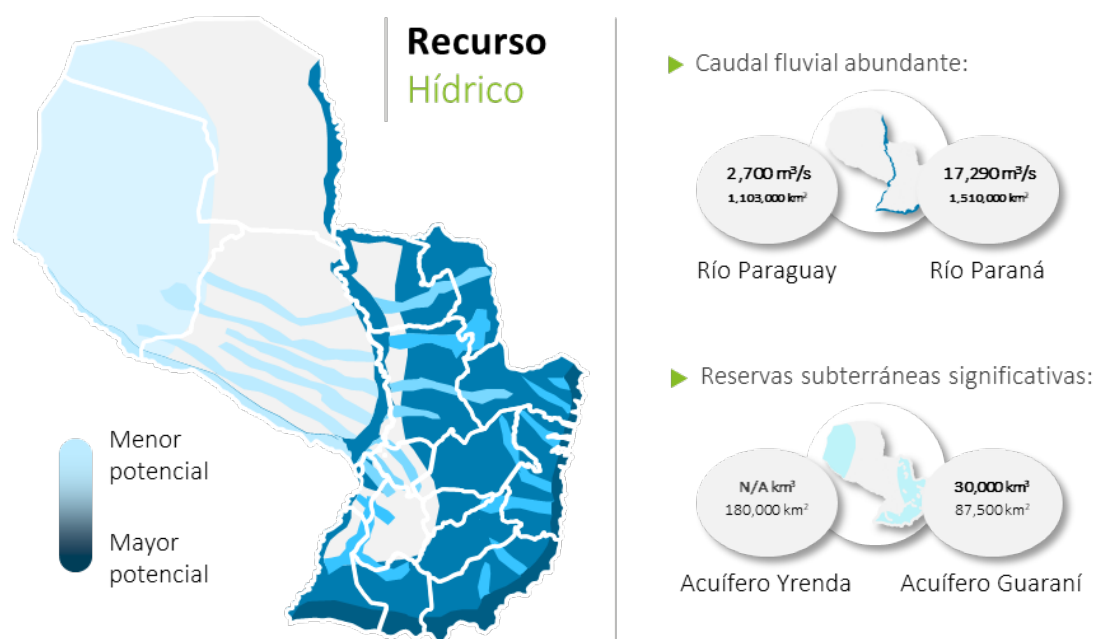 Recurso
Hídrico
Menor
potencial
Mayor
potencial
Caudal fluvial abundante:
2,700 m³/s
1,103,000 km²
17,290 m³/s
1,510,000 km²
Río Paraguay
Río Paraná
Reservas subterráneas significativas:
N/A km³
180,000 km²
30,000 km³
87,500 km²
Acuífero Yrenda
Acuífero Guaraní